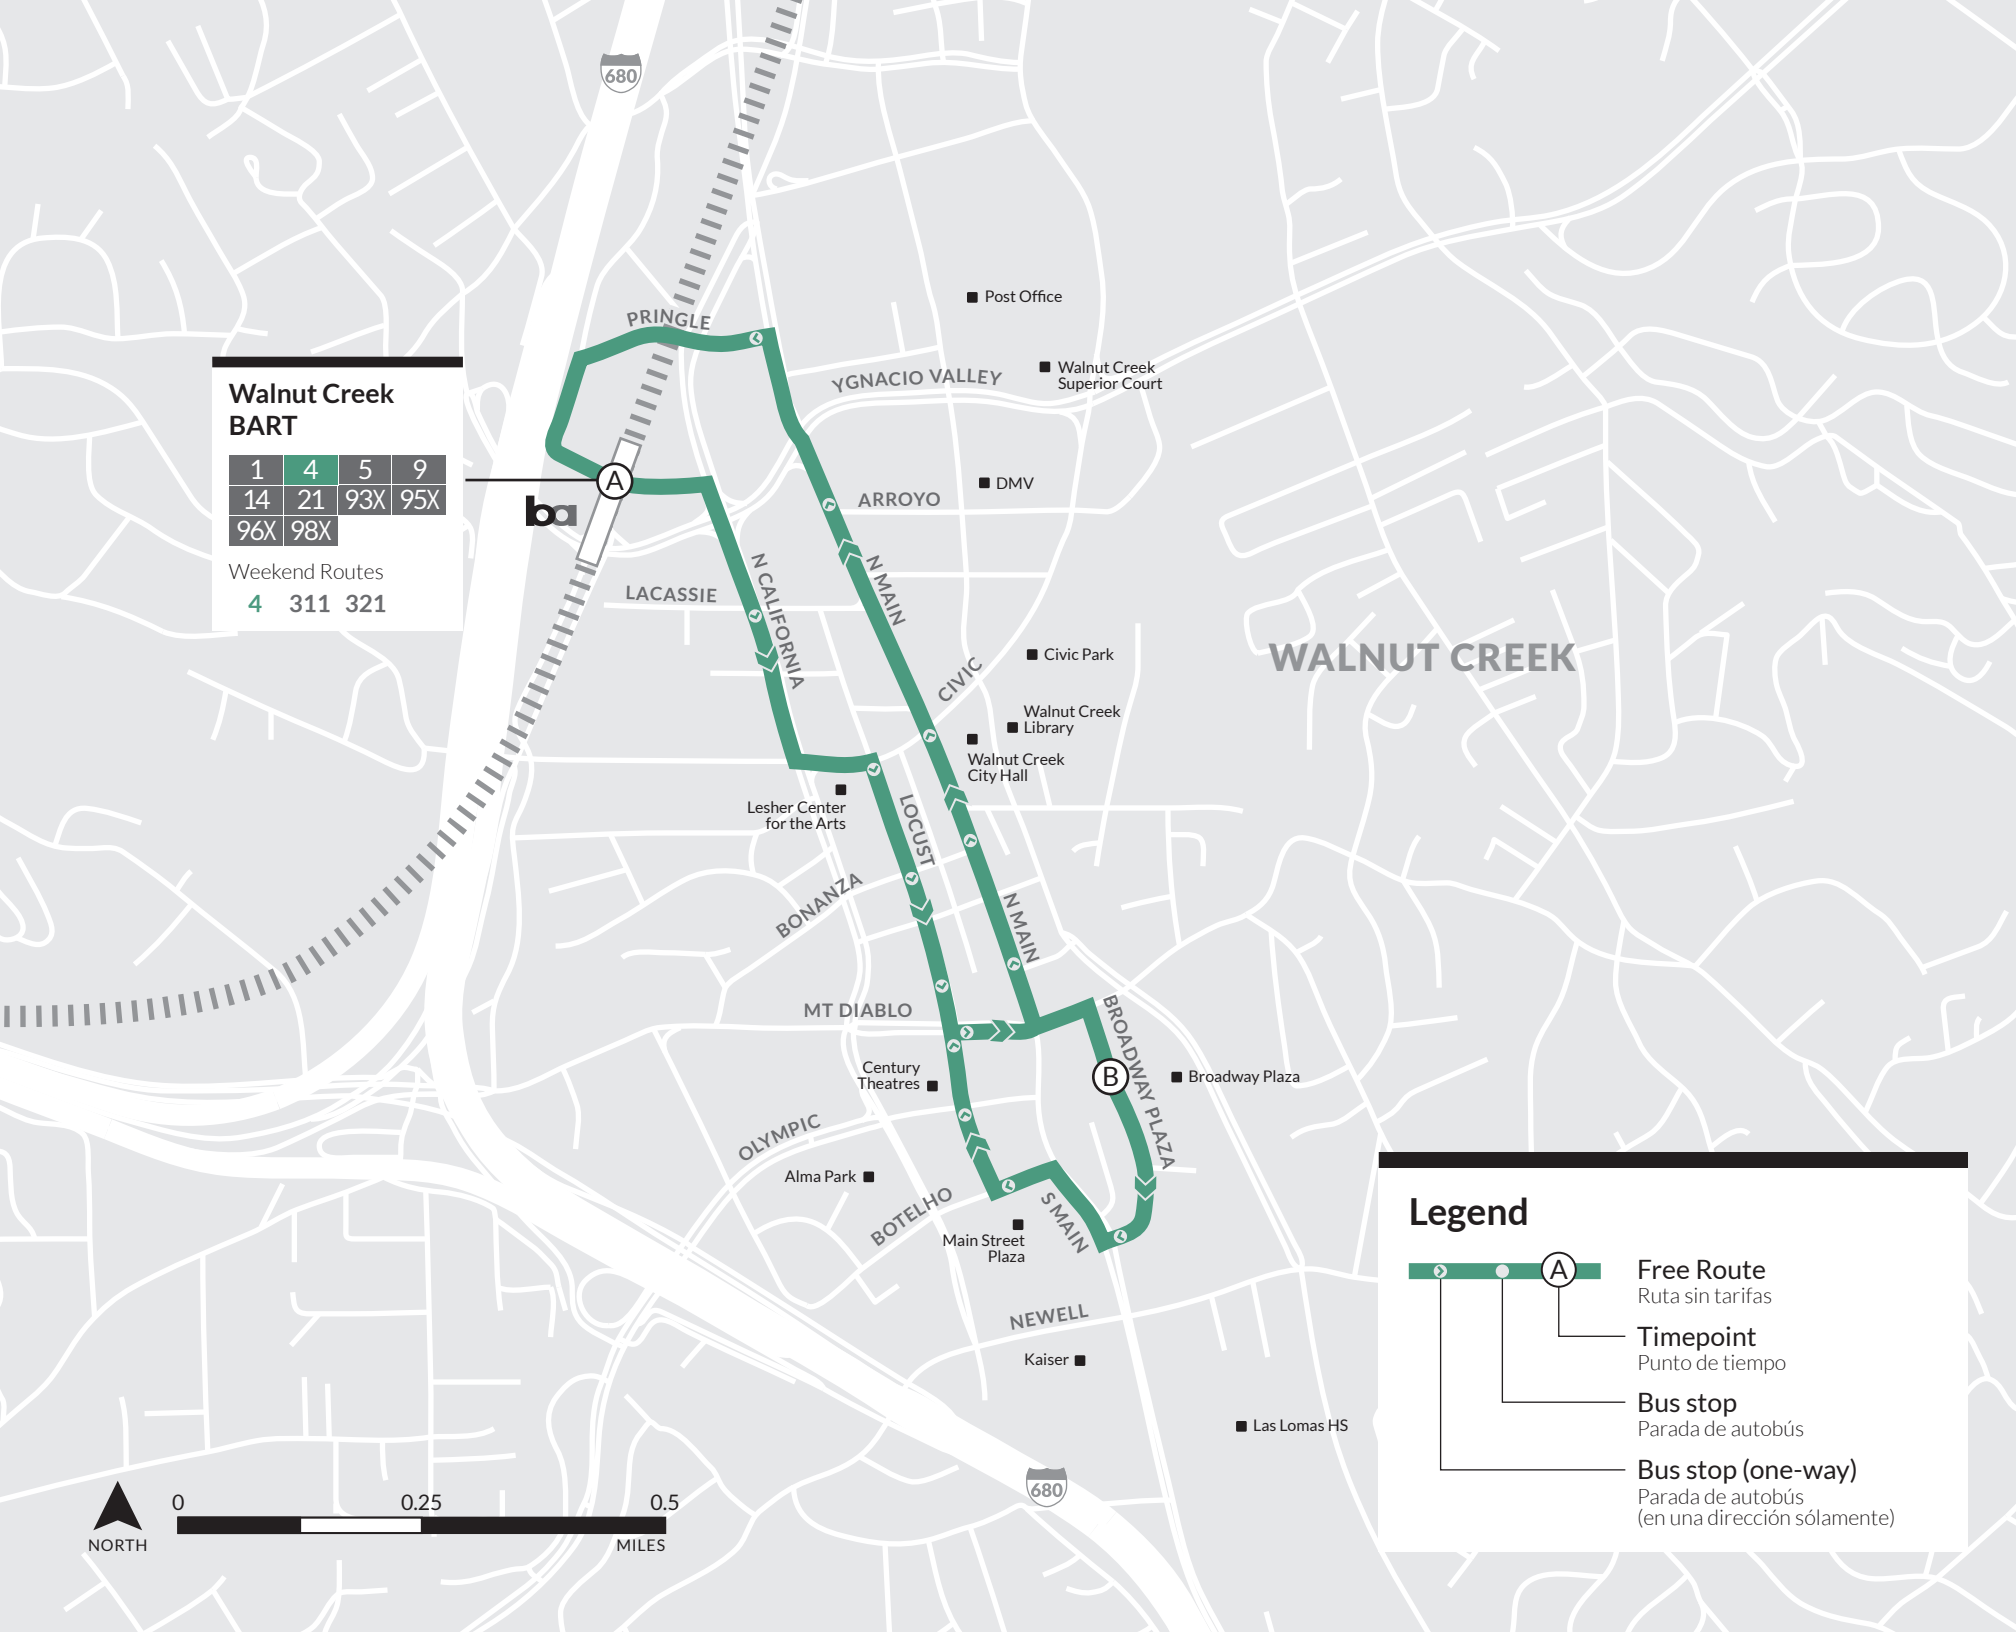 680
PRINGLE
Post Office
Walnut Creek
Superior Court
YGNACIO VALLEY
Walnut Creek
BART
1 4 5 9
14 21 93X 95X
96X 98X
Weekend Routes
4 311 321
A
ba
DMV
ARROYO
N CALIFORNIA
N MAIN
LACASSIE
CIVIC
Civic Park
WALNUT CREEK
Walnut Creek
Library
Walnut Creek
City Hall
Lesher Center
for the Arts
LOCUST
BONANZA
N MAIN
MT DIABLO
BROADWAY PLAZA
Century
Theatres
B
Broadway Plaza
OLYMPIC
Alma Park
BOTELHO
S MAIN
Main Street
Plaza
NEWELL
Kaiser
Las Lomas HS
680
NORTH
0 0.25 0.5
MILES
Legend
A
Free Route
Ruta sin tarifas
Timepoint
Punto de tiempo
Bus stop
Parada de autobús
Bus stop (one-way)
Parada de autobús
(en una dirección sólamente)